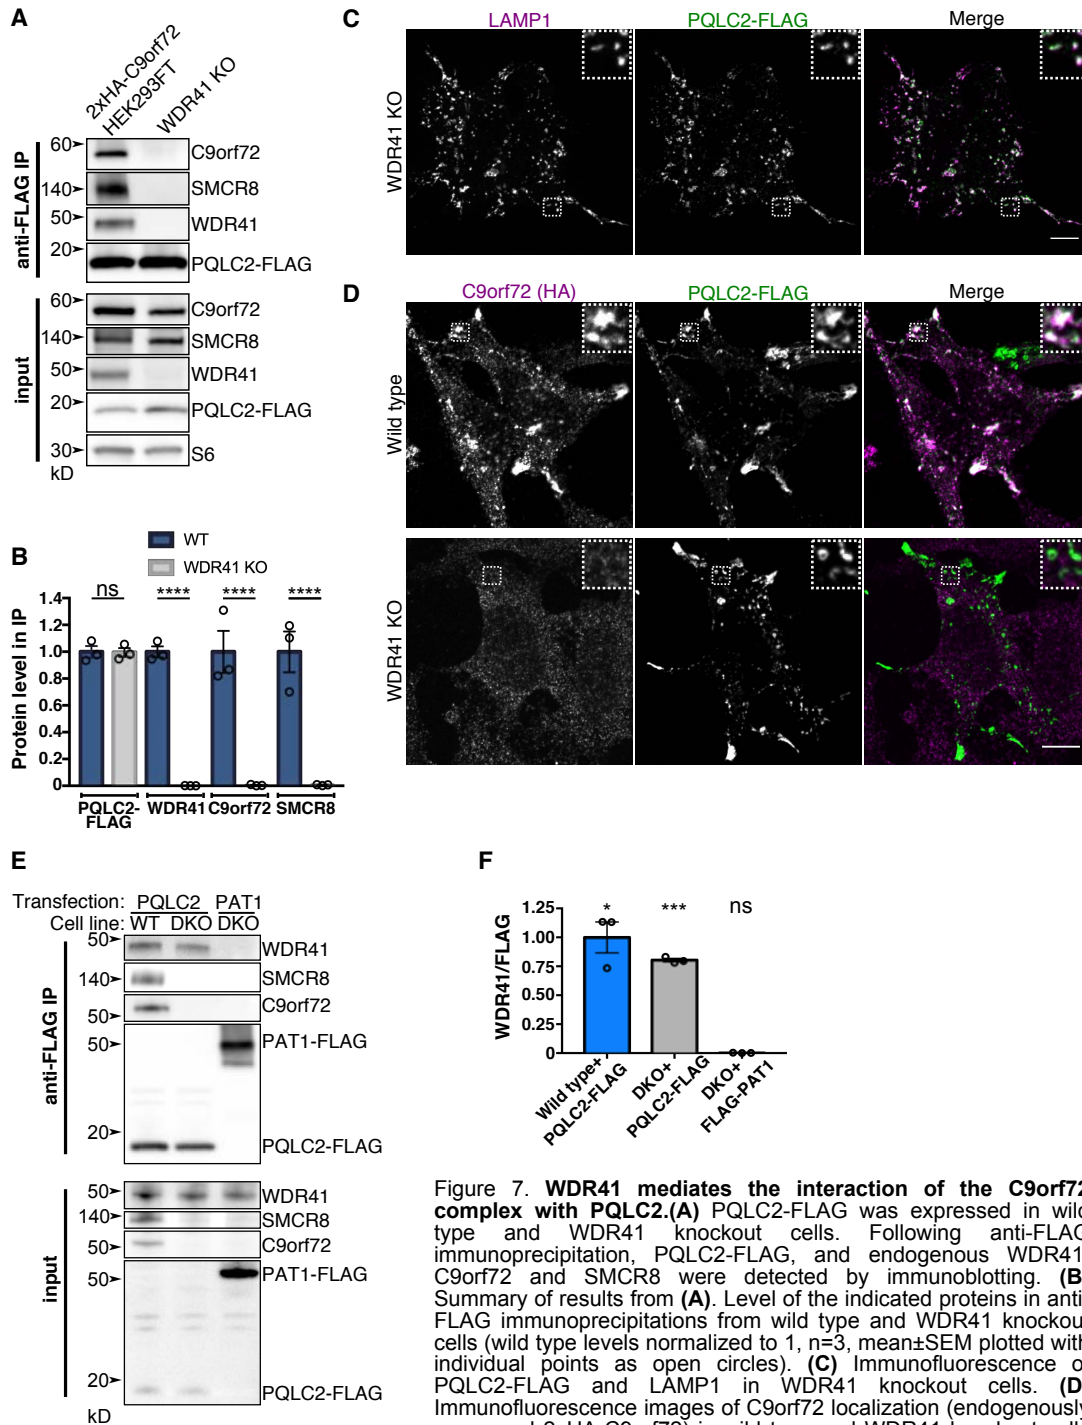 A
2xHA-C9orf72
HEK293FT
WDR41 KO
anti-FLAG IP
60
C9orf72
140
SMCR8
50
WDR41
20
PQLC2-FLAG
input
60
C9orf72
140
SMCR8
50
WDR41
20
PQLC2-FLAG
30
S6
kD
B
WT
WDR41 KO
Protein level in IP
1.4
1.2
1.0
0.8
0.6
0.4
0.2
0
ns
****
****
****
PQLC2-
FLAG
WDR41
C9orf72
SMCR8
C
LAMP1
PQLC2-FLAG
Merge
WDR41 KO
D
C9orf72 (HA)
PQLC2-FLAG
Merge
Wild type
WDR41 KO
E
Transfection: PQLC2 PAT1
Cell line: WT DKO DKO
anti-FLAG IP
50
WDR41
140
SMCR8
50
C9orf72
50
PAT1-FLAG
20
PQLC2-FLAG
input
50
WDR41
140
SMCR8
50
C9orf72
50
PAT1-FLAG
20
PQLC2-FLAG
kD
F
WDR41/FLAG
1.25
1.00
0.75
0.50
0.25
0
*
***
ns
Wild type+
PQLC2-FLAG
DKO+
PQLC2-FLAG
DKO+
FLAG-PAT1
Figure 7. WDR41 mediates the interaction of the C9orf72
complex with PQLC2.(A) PQLC2-FLAG was expressed in wild
type and WDR41 knockout cells. Following anti-FLAG
immunoprecipitation, PQLC2-FLAG, and endogenous WDR41
C9orf72 and SMCR8 were detected by immunoblotting. (B
Summary of results from (A). Level of the indicated proteins in anti
FLAG immunoprecipitations from wild type and WDR41 knockou
cells (wild type levels normalized to 1, n=3, mean±SEM plotted with
individual points as open circles). (C) Immunofluorescence o
PQLC2-FLAG and LAMP1 in WDR41 knockout cells. (D
Immunofluorescence images of C9orf72 localization (endogenously